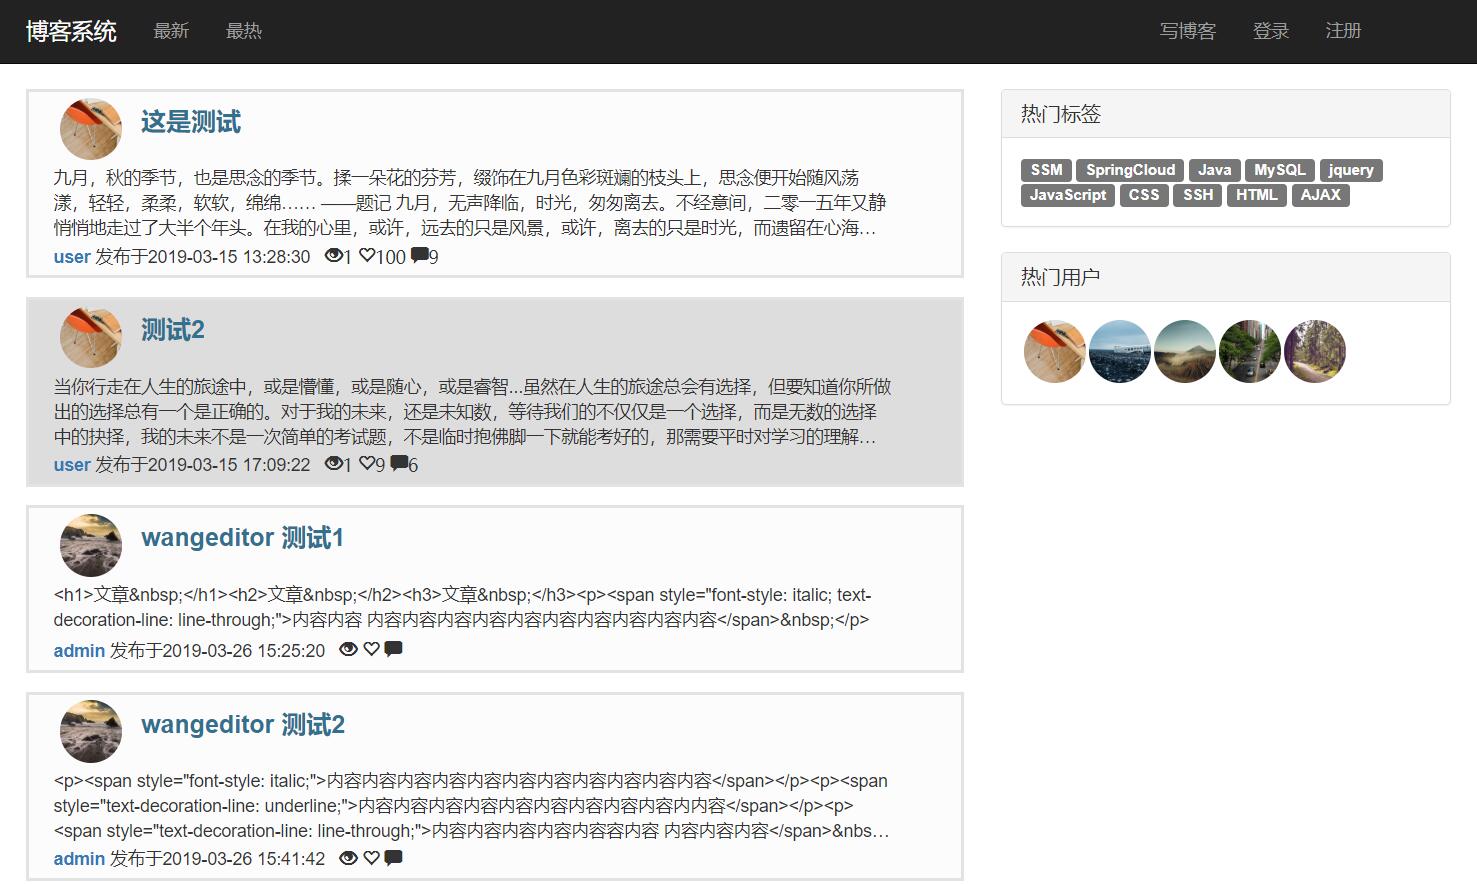 博客系统 最新 最热 写博客 登录 注册
这是测试
九月，秋的季节，也是思念的季节。揉一朵花的芬芳，缀饰在九月色彩斑斓的枝头上，思念便开始随风荡
漾，轻轻，柔柔，软软，绵绵…… ——题记 九月，无声降临，时光，匆匆离去。不经意间，二零一五年又静
悄悄地走过了大半个年头。在我的心里，或许，远去的只是风景，或许，离去的只是时光，而遗留在心海…
user 发布于2019-03-15 13:28:30 1 100 9
测试2
当你行走在人生的旅途中，或是懵懂，或是随心，或是睿智...虽然在人生的旅途总会有选择，但要知道你所做
出的选择总有一个是正确的。对于我的未来，还是未知数，等待我们的不仅仅是一个选择，而是无数的选择
中的抉择，我的未来不是一次简单的考试题，不是临时抱佛脚一下就能考好的，那需要平时对学习的理解…
user 发布于2019-03-15 17:09:22 1 9 6
wangeditor 测试1
<h1>文章&nbsp;</h1><h2>文章&nbsp;</h2><h3>文章&nbsp;</h3><p><span style="font-style: italic; text-
decoration-line: line-through;">内容内容 内容内容内容内容内容内容内容内容内容内容</span>&nbsp;</p>
admin 发布于2019-03-26 15:25:20
wangeditor 测试2
<p><span style="font-style: italic;">内容内容内容内容内容内容内容内容内容内容内容</span></p><p><span
style="text-decoration-line: underline;">内容内容内容内容内容内容内容内容内容内内容</span></p><p>
<span style="text-decoration-line: line-through;">内容内容内容内容内容容内容 内容内容内容</span>&nbs…
admin 发布于2019-03-26 15:41:42
热门标签
SSM SpringCloud Java MySQL jquery
JavaScript CSS SSH HTML AJAX
热门用户